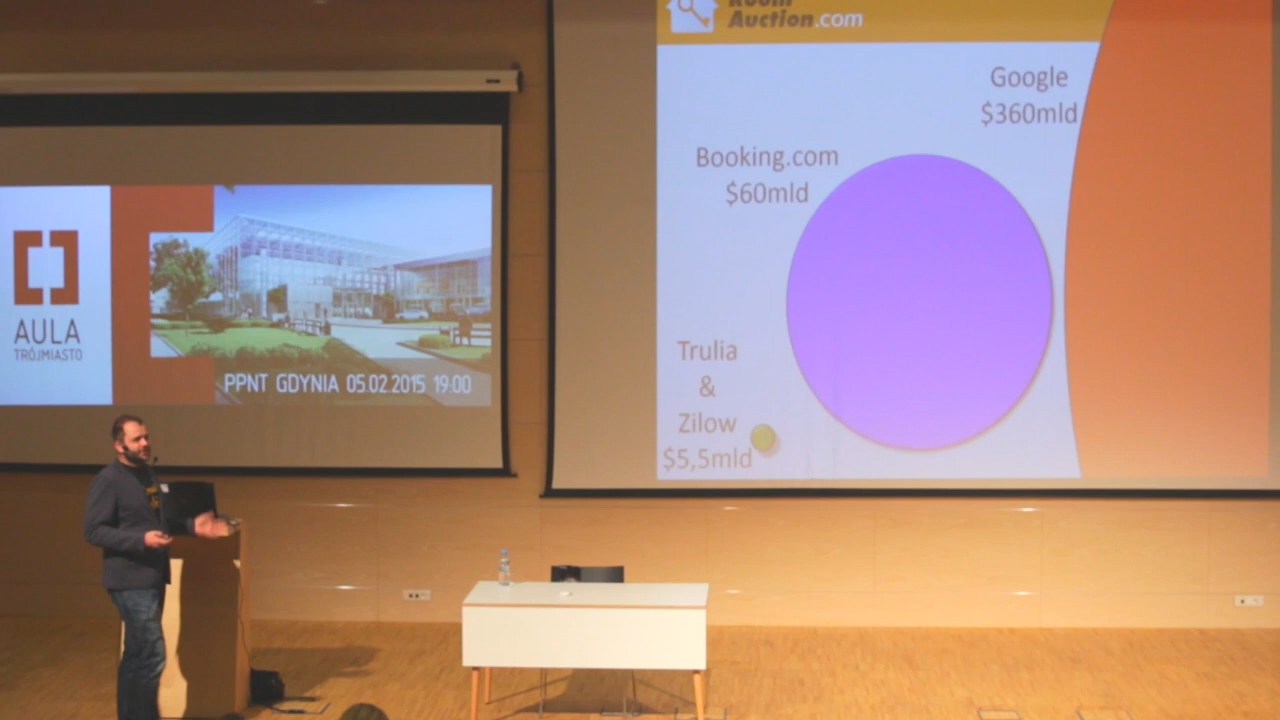 AULA
TRÓJMIASTO
PPNT GDYNIA 05.02.2015 19:00
Room
Auction.com
Google
$360mld
Booking.com
$60mld
Trulia
&
Zilow
$5,5mld